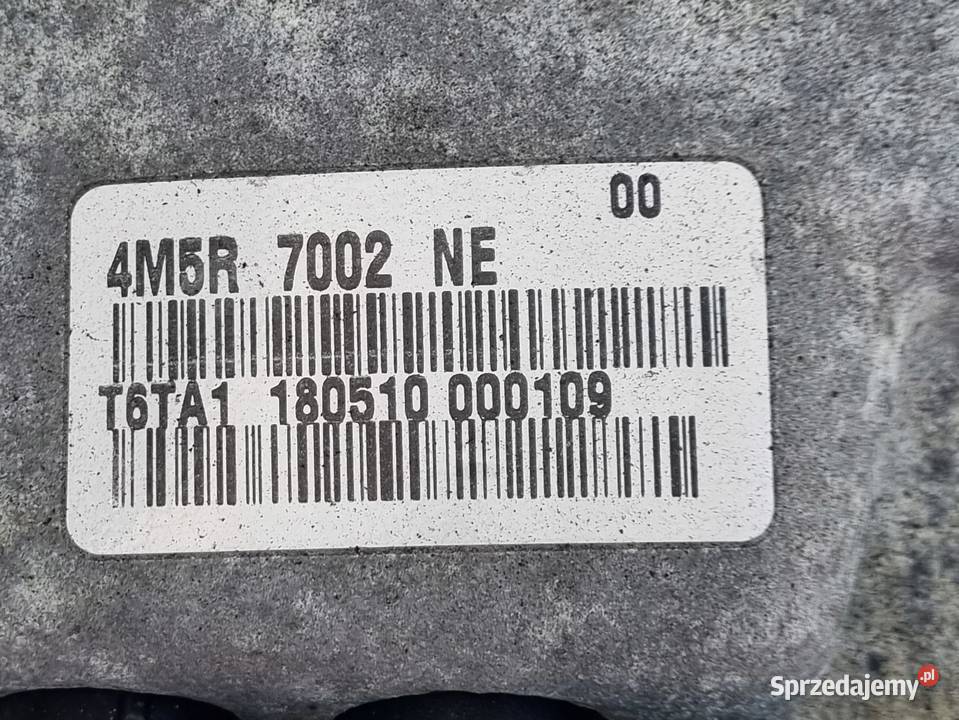 00
4M5R 7002 NE
T6TA1 180510 000109
Sprzedajemy.pl